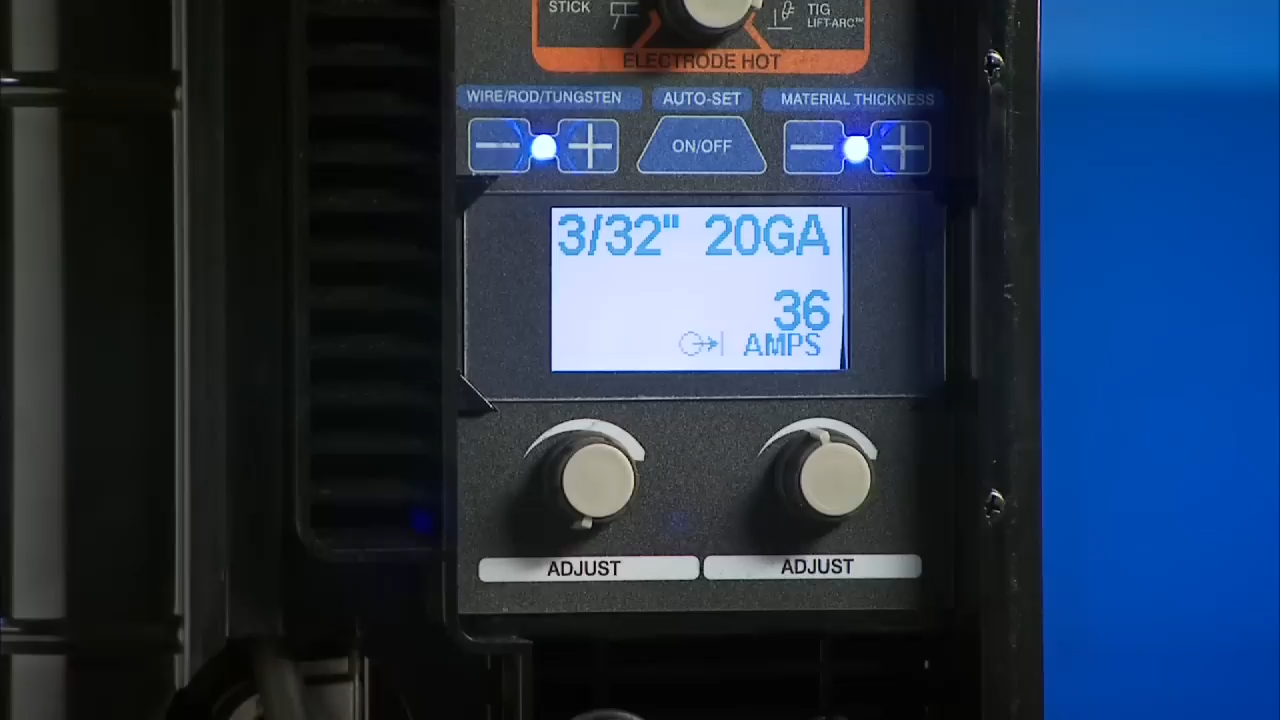 STICK
TIG
LIFT-ARC™
ELECTRODE HOT
WIRE/ROD/TUNGSTEN
AUTO-SET
MATERIAL THICKNESS
ON/OFF
3/32" 20GA
36
AMPS
ADJUST
ADJUST